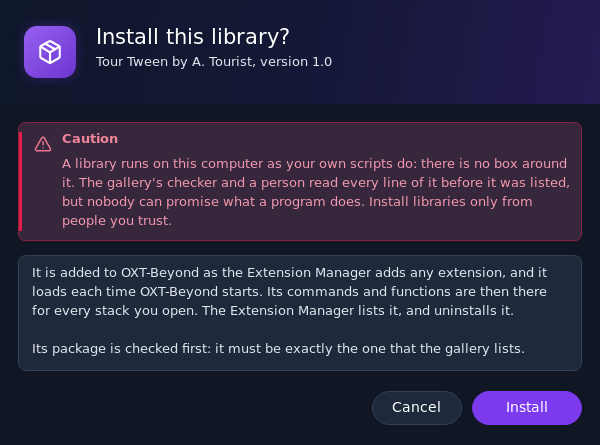 Install this library?
Tour Tween by A. Tourist, version 1.0
Caution
A library runs on this computer as your own scripts do: there is no box around
it. The gallery's checker and a person read every line of it before it was listed,
but nobody can promise what a program does. Install libraries only from
people you trust.
It is added to OXT-Beyond as the Extension Manager adds any extension, and it
loads each time OXT-Beyond starts. Its commands and functions are then there
for every stack you open. The Extension Manager lists it, and uninstalls it.
Its package is checked first: it must be exactly the one that the gallery lists.
Cancel
Install